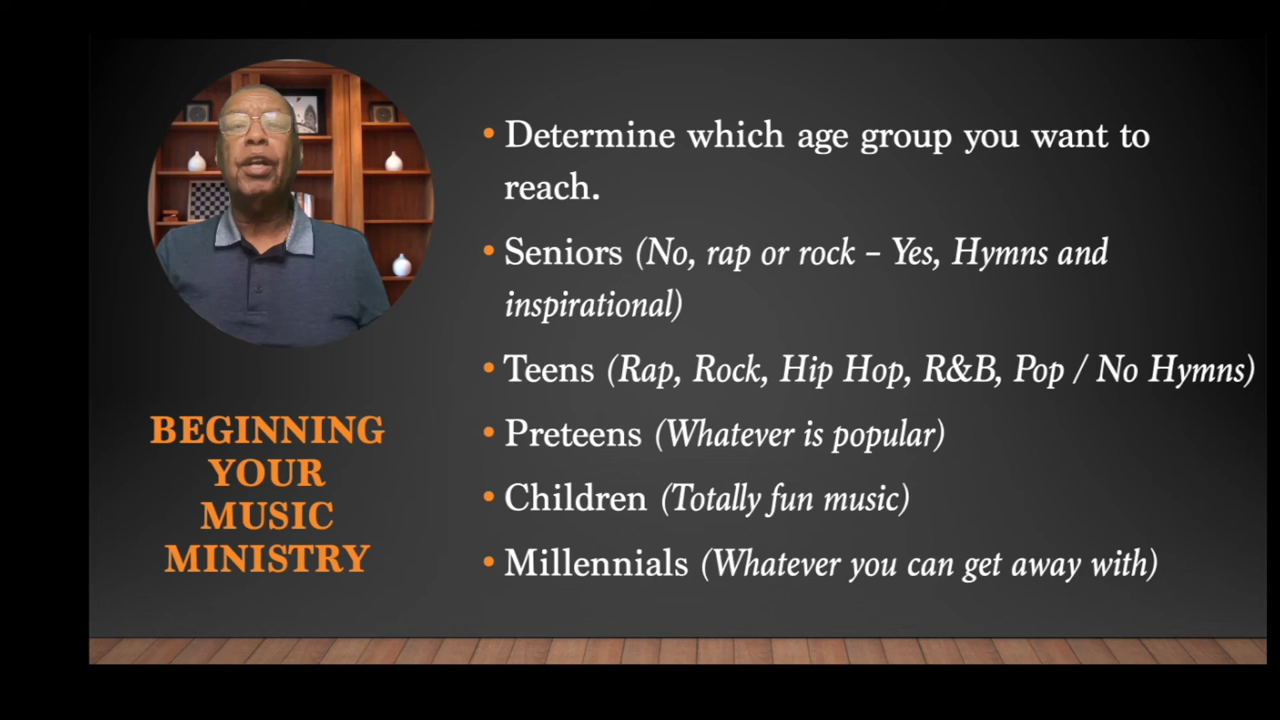 BEGINNING
YOUR
MUSIC
MINISTRY
• Determine which age group you want to
reach.
• Seniors (No, rap or rock – Yes, Hymns and
inspirational)
• Teens (Rap, Rock, Hip Hop, R&B, Pop / No Hymns)
• Preteens (Whatever is popular)
• Children (Totally fun music)
• Millennials (Whatever you can get away with)